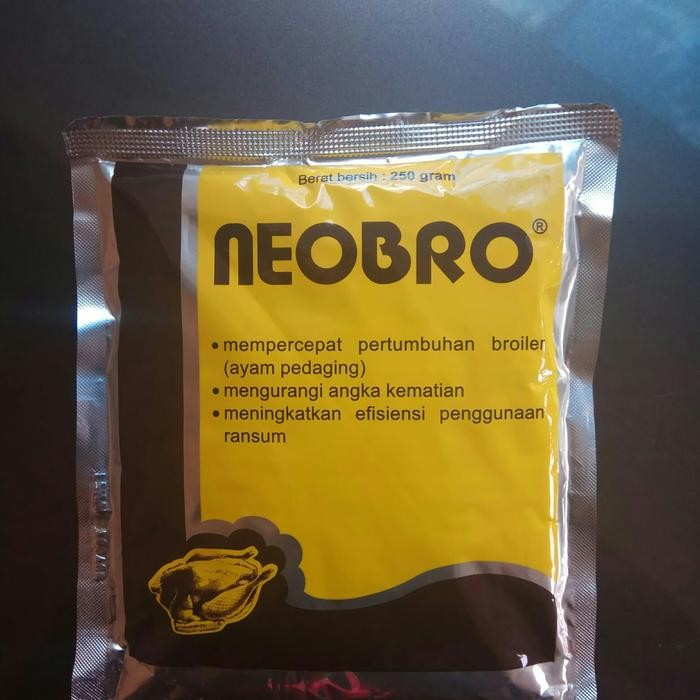 Berat bersih : 250 gram
NEOBRO®
• mempercepat pertumbuhan broiler
(ayam pedaging)
• mengurangi angka kematian
• meningkatkan efisiensi penggunaan
ransum